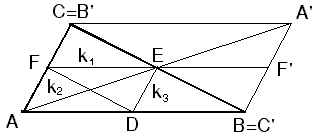 C=B' A'
F k₁ E F'
k₂ k₃
A D B=C'